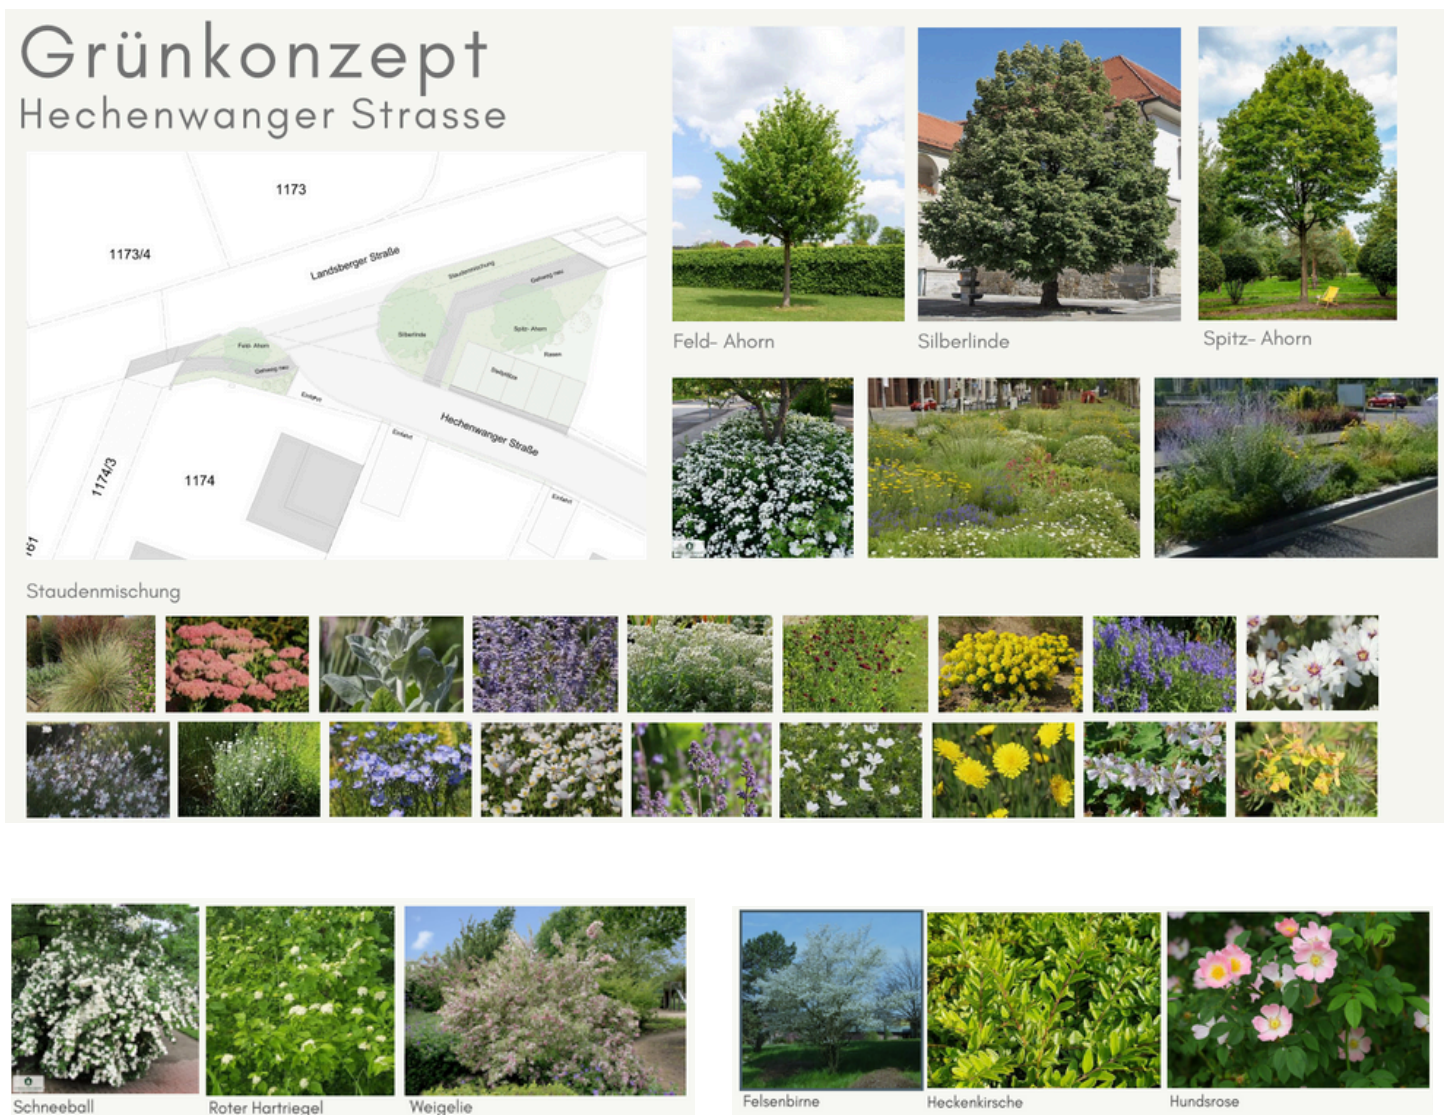 Grünkonzept
Hechenwanger Strasse
1173
1173/4
Landsberger Straße
Staudenmischung
Gehweg neu
Silberlinde
Spitz- Ahorn
Rasen
Feld- Ahorn
Gehweg neu
Stellplätze
Einfahrt
Hechenwanger Straße
Einfahrt
Einfahrt
1174/3
1174
Feld- Ahorn
Silberlinde
Spitz- Ahorn
Staudenmischung
Schneeball
Roter Hartriegel
Weigelie
Felsenbirne
Heckenkirsche
Hundsrose